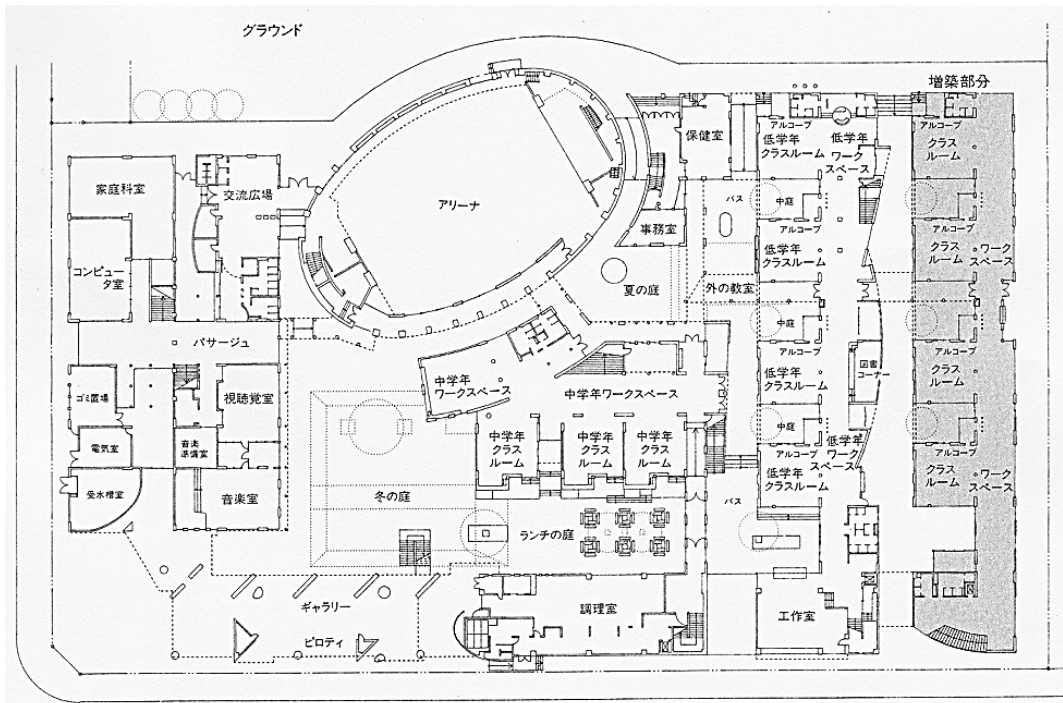 グラウンド
増築部分
家庭科室
交流広場
アリーナ
保健室
事務室
アルコーブ
低学年
クラスルーム
低学年
ワーク
スペース
アルコーブ
クラス
ルーム
バス
中庭
アルコーブ
低学年
クラスルーム
アルコーブ
クラス
ルーム
ワーク
スペース
コンピュー
タ室
夏の庭
外の教室
中庭
パサージュ
中学年
ワークスペース
中学年ワークスペース
アルコーブ
低学年
クラスルーム
図書
コーナー
アルコーブ
クラス
ルーム
ゴミ置場
視聴覚室
中庭
電気室
音楽
準備室
中学年
クラス
ルーム
中学年
クラス
ルーム
中学年
クラス
ルーム
アルコーブ
低学年
クラスルーム
低学年
ワーク
スペース
アルコーブ
クラス
ルーム
ワーク
スペース
受水槽室
音楽室
冬の庭
バス
ランチの庭
ギャラリー
ピロティ
調理室
工作室